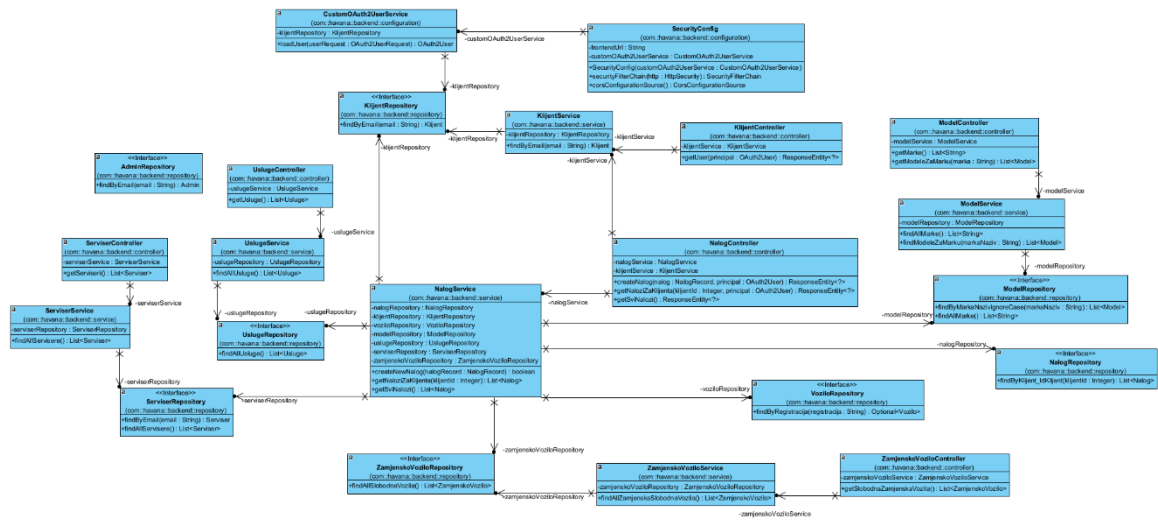 CustomOAuth2UserService
(com::havana::backend::configuration)
-klijentRepository : KlijentRepository
+loadUser(userRequest : OAuth2UserRequest) : OAuth2User
-customOAuth2UserService
SecurityConfig
(com::havana::backend::configuration)
-frontendUrl : String
-customOAuth2UserService : CustomOAuth2UserService
+SecurityConfig(customOAuth2UserService : CustomOAuth2UserService)
+securityFilterChain(http : HttpSecurity) : SecurityFilterChain
+corsConfigurationSource() : CorsConfigurationSource
-klijentRepository
<<Interface>>
KlijentRepository
(com::havana::backend::repository)
+findByEmail(email : String) : Klijent
-klijentRepository
-klijentRepository
KlijentService
(com::havana::backend::service)
-klijentRepository : KlijentRepository
+findByEmail(email : String) : Klijent
-klijentService
-klijentService
KlijentController
(com::havana::backend::controller)
-klijentService : KlijentService
+getUser(principal : OAuth2User) : ResponseEntity<?>
ModelController
(com::havana::backend::controller)
-modelService : ModelService
+getMarke() : List<String>
+getModeleZaMarku(marka : String) : List<Model>
-modelService
<<Interface>>
AdminRepository
(com::havana::backend::repository)
+findByEmail(email : String) : Admin
UslugeController
(com::havana::backend::controller)
-uslugeService : UslugeService
+getUsluge() : List<Usluge>
-uslugeService
ModelService
(com::havana::backend::service)
-modelRepository : ModelRepository
+findAllMarke() : List<String>
+findModeleZaMarku(markaNaziv : String) : List<Model>
-modelRepository
ServiserController
(com::havana::backend::controller)
-serviserService : ServiserService
+getServiseri() : List<Serviser>
-serviserService
UslugeService
(com::havana::backend::service)
-uslugeRepository : UslugeRepository
+findAllUsluge() : List<Usluge>
-uslugeRepository
NalogController
(com::havana::backend::controller)
-nalogService : NalogService
-klijentService : KlijentService
+createNalog(nalog : NalogRecord, principal : OAuth2User) : ResponseEntity<?>
+getNaloziZaKlijenta(klijentId : Integer, principal : OAuth2User) : ResponseEntity<?>
+getSviNalozi() : ResponseEntity<?>
-nalogService
<<Interface>>
ModelRepository
(com::havana::backend::repository)
+findByMarkaNazivIgnoreCase(markaNaziv : String) : List<Model>
+findAllMarke() : List<String>
-modelRepository
NalogService
(com::havana::backend::service)
-nalogRepository : NalogRepository
-klijentRepository : KlijentRepository
-voziloRepository : VoziloRepository
-modelRepository : ModelRepository
-uslugeRepository : UslugeRepository
-serviserRepository : ServiserRepository
-zamjenskoVoziloRepository : ZamjenskoVoziloRepository
+createNewNalog(nalogRecord : NalogRecord) : boolean
+getNaloziZaKlijenta(klijentId : Integer) : List<Nalog>
+getSviNalozi() : List<Nalog>
ServiserService
(com::havana::backend::service)
-serviserRepository : ServiserRepository
+findAllServisere() : List<Serviser>
-serviserRepository
-uslugeRepository
<<Interface>>
UslugeRepository
(com::havana::backend::repository)
+findAllUsluge() : List<Usluge>
-nalogRepository
<<Interface>>
NalogRepository
(com::havana::backend::repository)
+findByKlijent_IdKlijent(klijentId : Integer) : List<Nalog>
<<Interface>>
ServiserRepository
(com::havana::backend::repository)
+findByEmail(email : String) : Serviser
+findAllServisere() : List<Serviser>
-serviserRepository
-voziloRepository
<<Interface>>
VoziloRepository
(com::havana::backend::repository)
+findByRegistracija(registracija : String) : Optional<Vozilo>
-zamjenskoVoziloRepository
<<Interface>>
ZamjenskoVoziloRepository
(com::havana::backend::repository)
+findAllSlobodnaVozila() : List<ZamjenskoVozilo>
-zamjenskoVoziloRepository
ZamjenskoVoziloService
(com::havana::backend::service)
-zamjenskoVoziloRepository : ZamjenskoVoziloRepository
+findAllZamjenskaSlobodnaVozila() : List<ZamjenskoVozilo>
-zamjenskoVoziloService
ZamjenskoVoziloController
(com::havana::backend::controller)
-zamjenskoVoziloService : ZamjenskoVoziloService
+getSlobodnaZamjenskaVozila() : List<ZamjenskoVozilo>